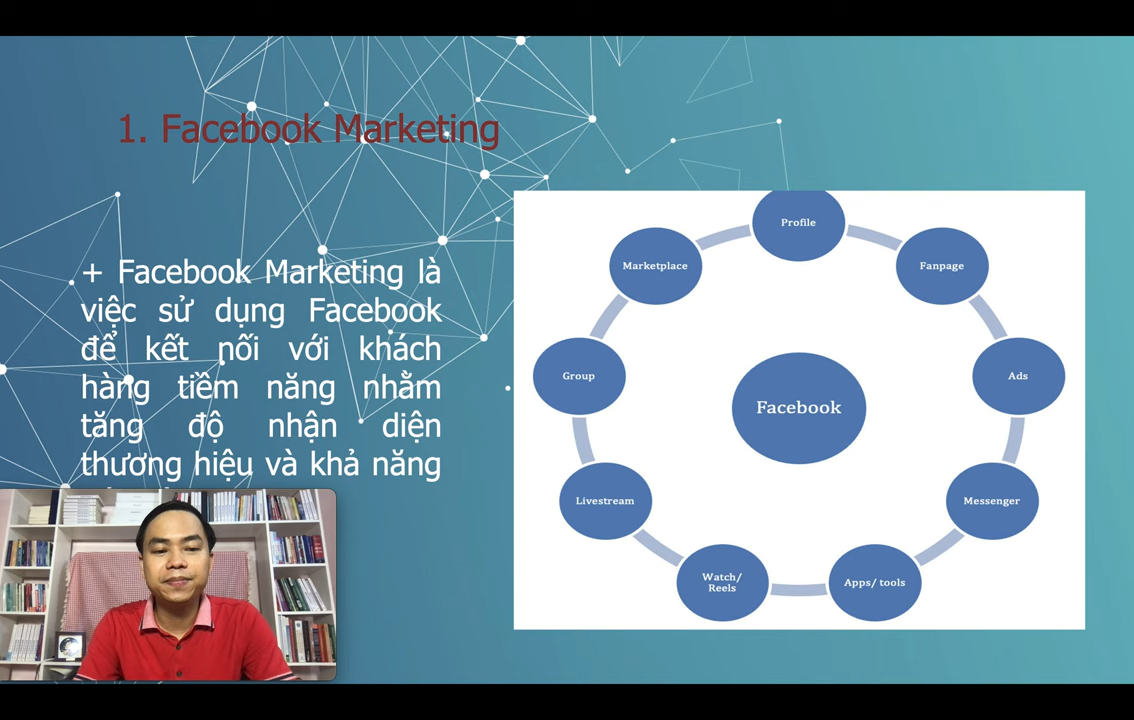 1. Facebook Marketing
+ Facebook Marketing là
việc sử dụng Facebook
để kết nối với khách
hàng tiềm năng nhằm
tăng độ nhận diện
thương hiệu và khả năng
Profile
Fanpage
Ads
Messenger
Apps/ tools
Watch/
Reels
Livestream
Group
Marketplace
Facebook